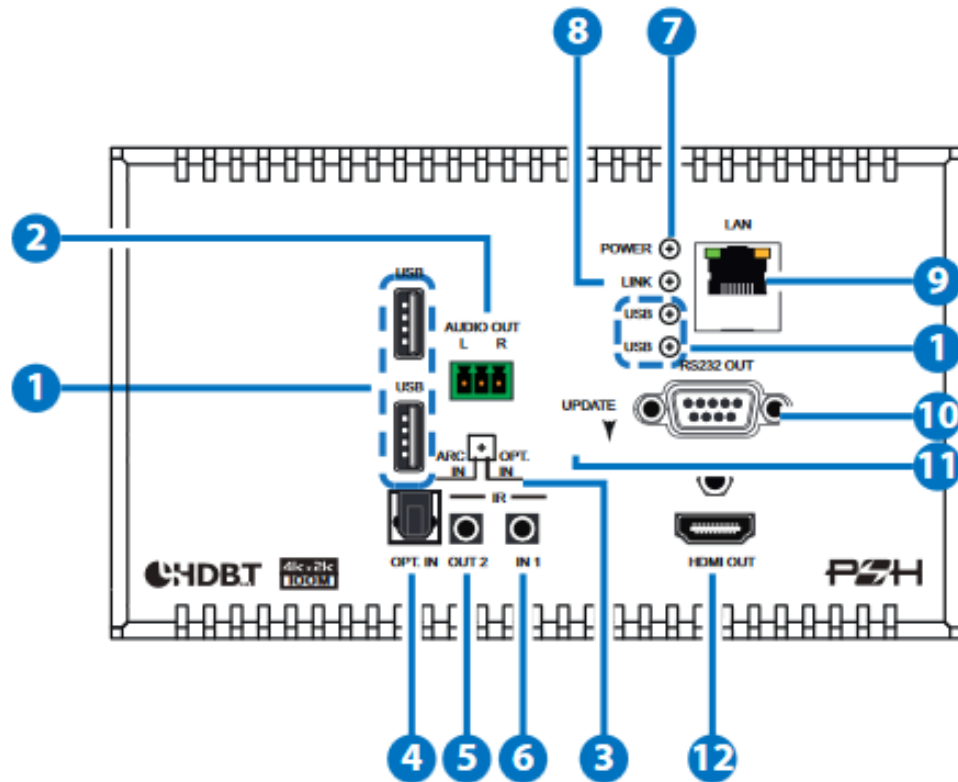 8 7
LAN
2 POWER
USB LINK 9
AUDIO OUT USB
L R USB 1
1 USB RS232 OUT
UPDATE 10
ARC IN OPT. IN 11
IR
OPT. IN OUT 2 IN 1 HDMI OUT
HDBT 4K x 2K 100M PSH
4 5 6 3 12